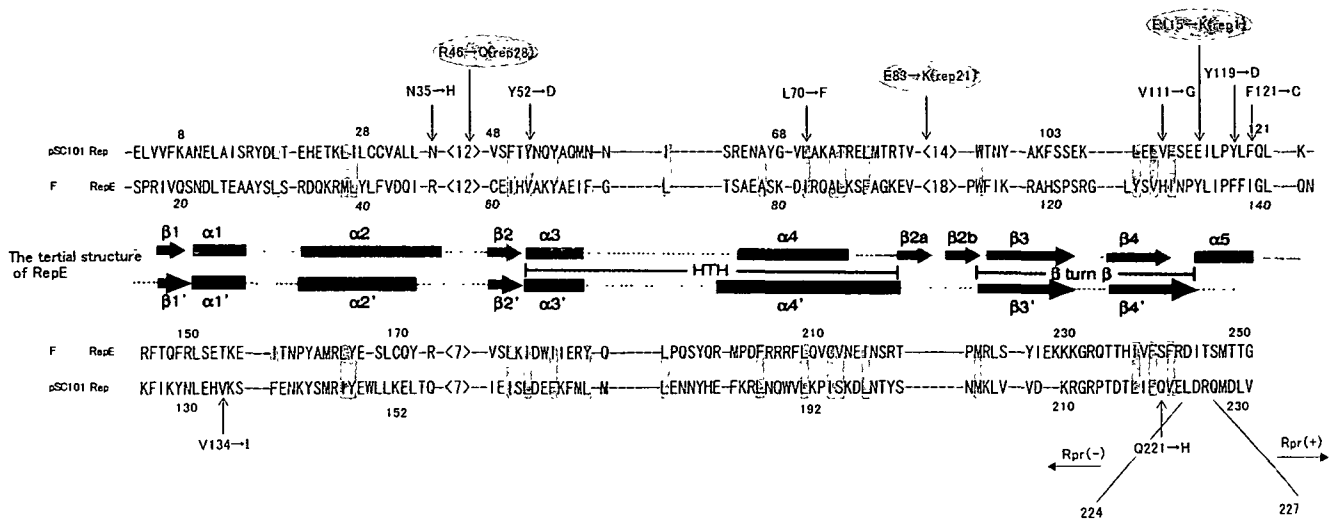 R46→Q(rep28)
E115→K(rep1)
E83→K(rep21)
Y119→D
N35→H Y52→D L70→F V111→G F121→C
8 28 48 68 103 121
pSC101 Rep -ELVVFKANELAISRYDLT-EHETKLILCCVALL-N-<12>-VSFTYNQYAQMN-N-----I------SRENAYGVLAKATRELMTRTV-<14>-WTNY-AKFSSEK-----LEEVESEEILPYLFQL--K-
F RepE SPRIVQSNDLTEAAYSLS-RDQKRMLYLFVDQI-R-<12>-CEIHVAKYAEIF-G-----L------TSAEASKDIRQALKSFAGKEV-<18>-PWFIK-RAHSPSRG----LYSVHINPYLIPFFIGL-QN
20 40 60 80 120 140
β1 α1 α2 β2 α3 α4 β2a β2b β3 β4 α5
The tertial structure
of RepE
HTH β turn β
β1' α1' α2' β2' α3' α4' β3' β4'
150 170 210 230 250
F RepE RFTQFRLSETKE--ITNPYAMRLYE-SLCQY-R-<7>-VSLKIDWIIERY-Q-----LPQSYQR-MPDFRRRFLQVCVNEINSRT-----PMRLS-YIEKKKGRQTTHIVFSFRDITSMTTG
pSC101 Rep KFIKYNLEHVKS--FENKYSMRIYEWLLKELTQ-<7>-IEISLDEFKFML-M-----LENNYHE-FKRLNQWVLKPISKDLNTYS-----NMKLV-VD-KRGRPTDTLIFQVELDRQMDLV
130 152 192 210 230
V134→I Q221→H
Rpr(-) Rpr(+)
224 227